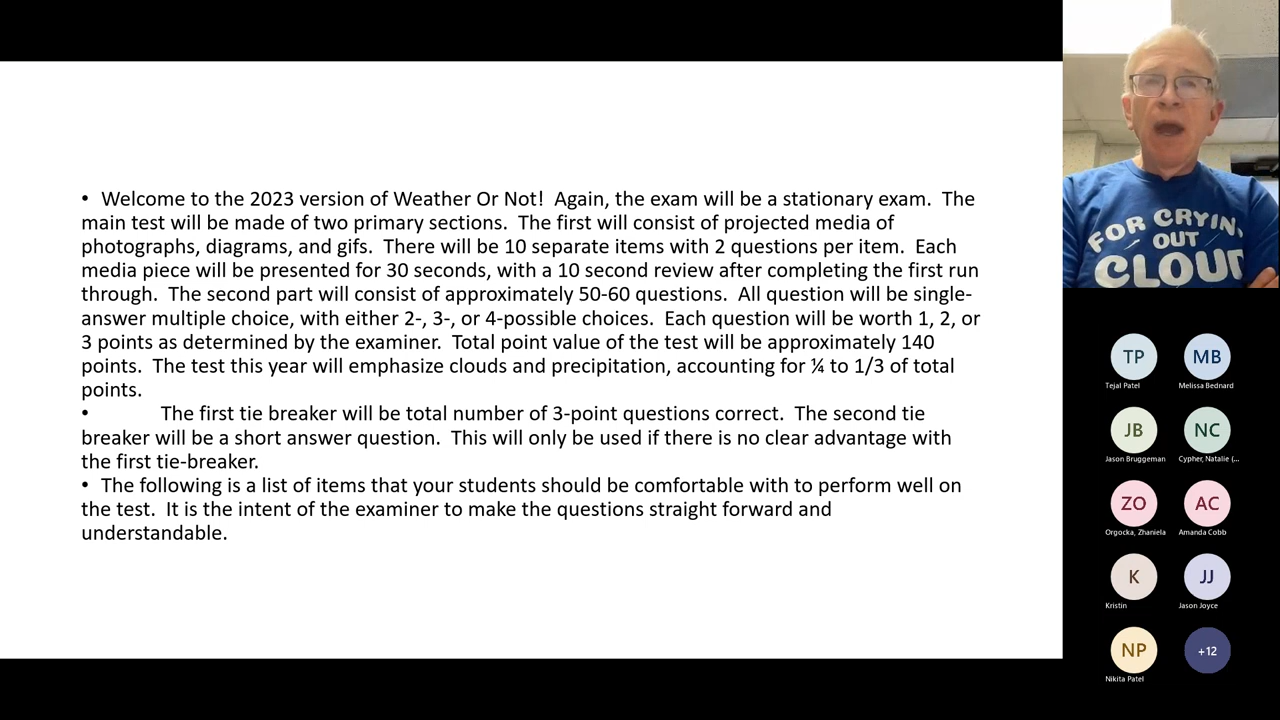 • Welcome to the 2023 version of Weather Or Not!  Again, the exam will be a stationary exam.  The
main test will be made of two primary sections.  The first will consist of projected media of
photographs, diagrams, and gifs.  There will be 10 separate items with 2 questions per item.  Each
media piece will be presented for 30 seconds, with a 10 second review after completing the first run
through.  The second part will consist of approximately 50-60 questions.  All question will be single-
answer multiple choice, with either 2-, 3-, or 4-possible choices.  Each question will be worth 1, 2, or
3 points as determined by the examiner.  Total point value of the test will be approximately 140
points.  The test this year will emphasize clouds and precipitation, accounting for ¼ to 1/3 of total
points.
• The first tie breaker will be total number of 3-point questions correct.  The second tie
breaker will be a short answer question.  This will only be used if there is no clear advantage with
the first tie-breaker.
• The following is a list of items that your students should be comfortable with to perform well on
the test.  It is the intent of the examiner to make the questions straight forward and
understandable.
FOR CRYIN'
OUT
CLOUD
TP
MB
Tejal Patel
Melissa Bednard
JB
NC
Jason Bruggeman
Cypher, Natalie (...
ZO
AC
Orgocka, Zhaniela
Amanda Cobb
K
JJ
Kristin
Jason Joyce
NP
+12
Nikita Patel